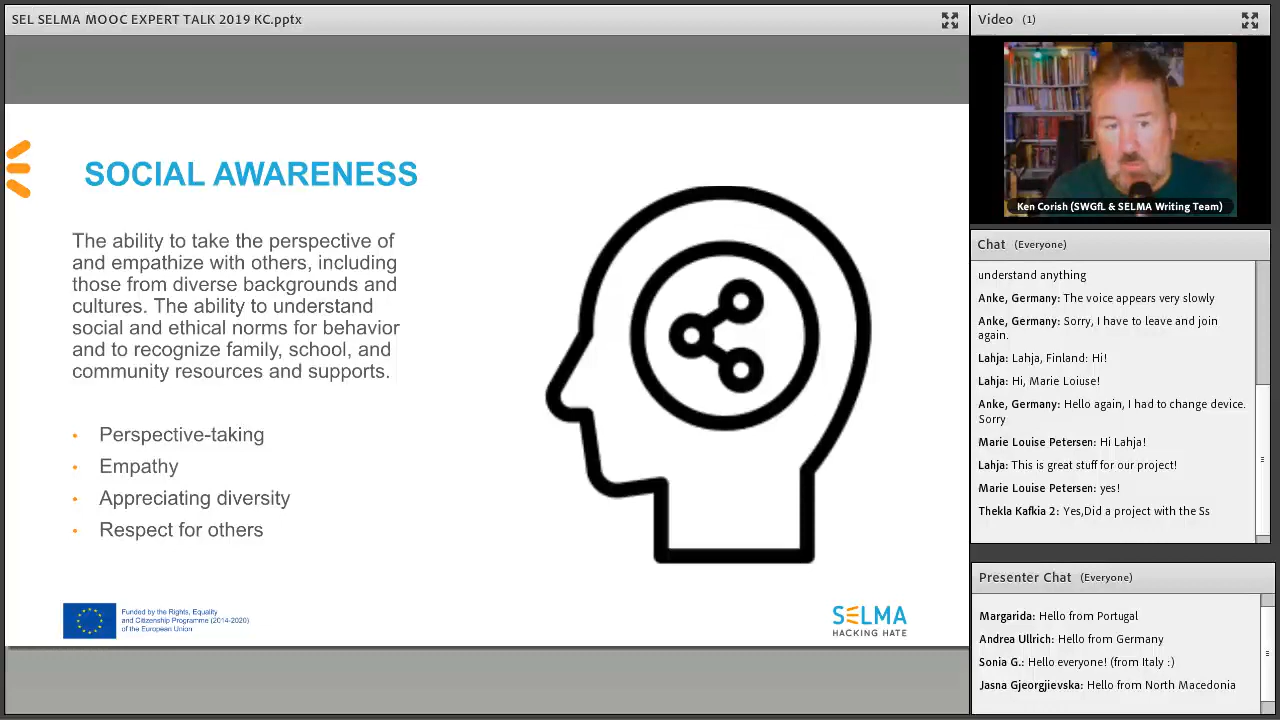 SEL SELMA MOOC EXPERT TALK 2019 KC.pptx
SOCIAL AWARENESS
The ability to take the perspective of
and empathize with others, including
those from diverse backgrounds and
cultures. The ability to understand
social and ethical norms for behavior
and to recognize family, school, and
community resources and supports.
• Perspective-taking
• Empathy
• Appreciating diversity
• Respect for others
Funded by the Rights, Equality
and Citizenship Programme (2014-2020)
of the European Union
SELMA
HACKING HATE
Video (1)
Ken Corish (SWGfL & SELMA Writing Team)
Chat (Everyone)
understand anything
Anke, Germany: The voice appears very slowly
Anke, Germany: Sorry, I have to leave and join
again.
Lahja: Lahja, Finland: Hi!
Lahja: Hi, Marie Loiuse!
Anke, Germany: Hello again, I had to change device.
Sorry
Marie Louise Petersen: Hi Lahja!
Lahja: This is great stuff for our project!
Marie Louise Petersen: yes!
Thekla Kafkia 2: Yes,Did a project with the Ss
Presenter Chat (Everyone)
Margarida: Hello from Portugal
Andrea Ullrich: Hello from Germany
Sonia G.: Hello everyone! (from Italy :)
Jasna Gjeorgjievska: Hello from North Macedonia